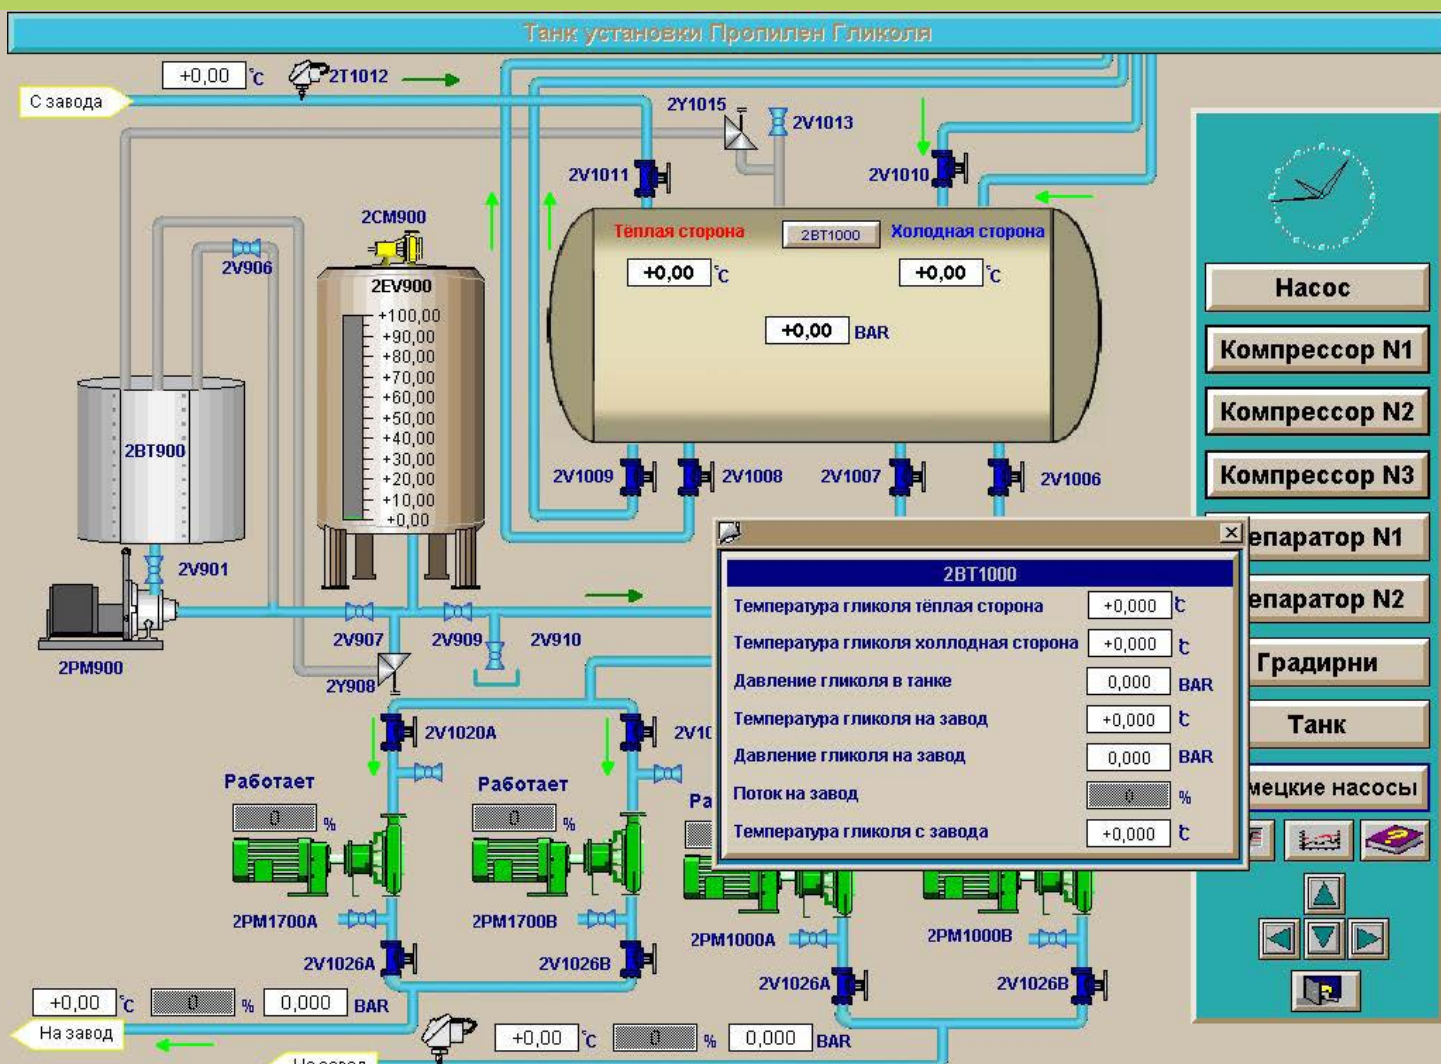 Танк установки Пропилен Гликоля
+0,00 °C
2T1012
С завода
2Y1015
2V1013
2V1011
2V1010
2CM900
2V906
Тёплая сторона
2BT1000
Холодная сторона
+0,00 °C
+0,00 °C
+0,00 BAR
2EV900
+100,00
+90,00
+80,00
+70,00
+60,00
+50,00
+40,00
+30,00
+20,00
+10,00
+0,00
2BT900
2V1009
2V1008
2V1007
2V1006
2V901
2PM900
2V907
2V909
2V910
2Y908
2V1020A
Работает
%
Работает
0 %
2PM1700A
2PM1700B
2PM1000A
2PM1000B
2V1026A
2V1026B
2V1026A
2V1026B
+0,00 °C
0 %
0,000 BAR
На завод
+0,00 °C
0 %
0,000 BAR
2BT1000
Температура гликоля тёплая сторона +0,000 °C
Температура гликоля холлодная сторона +0,000 °C
Давление гликоля в танке 0,000 BAR
Температура гликоля на завод +0,000 °C
Давление гликоля на завод 0,000 BAR
Поток на завод 0 %
Температура гликоля с завода +0,000 °C
Насос
Компрессор N1
Компрессор N2
Компрессор N3
епаратор N1
епаратор N2
Градирни
Танк
мецкие насосы